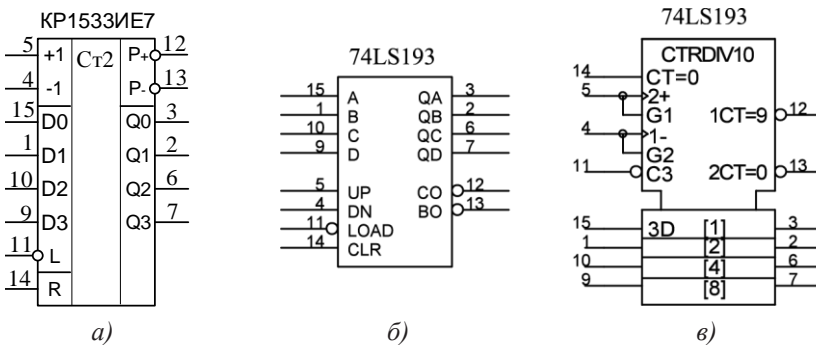 КР1533ИЕ7
5 +1 Ст2 P+ 12
4 -1 P- 13
15 D0 Q0 3
1 D1 Q1 2
10 D2 Q2 6
9 D3 Q3 7
11 L
14 R
а)
74LS193
15 A QA 3
1 B QB 2
10 C QC 6
9 D QD 7
5 UP CO 12
4 DN BO 13
11 LOAD
14 CLR
б)
74LS193
CTRDIV10
14 CT=0
5 2+
G1 1CT=9 12
4 1-
G2
11 C3 2CT=0 13
15 3D [1] 3
1 [2] 2
10 [4] 6
9 [8] 7
в)